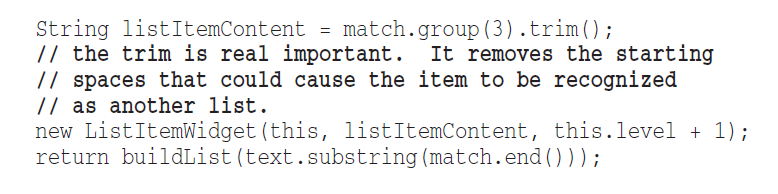 String listItemContent = match.group(3).trim();
// the trim is real important.  It removes the starting
// spaces that could cause the item to be recognized
// as another list.
new ListItemWidget(this, listItemContent, this.level + 1);
return buildList(text.substring(match.end()));